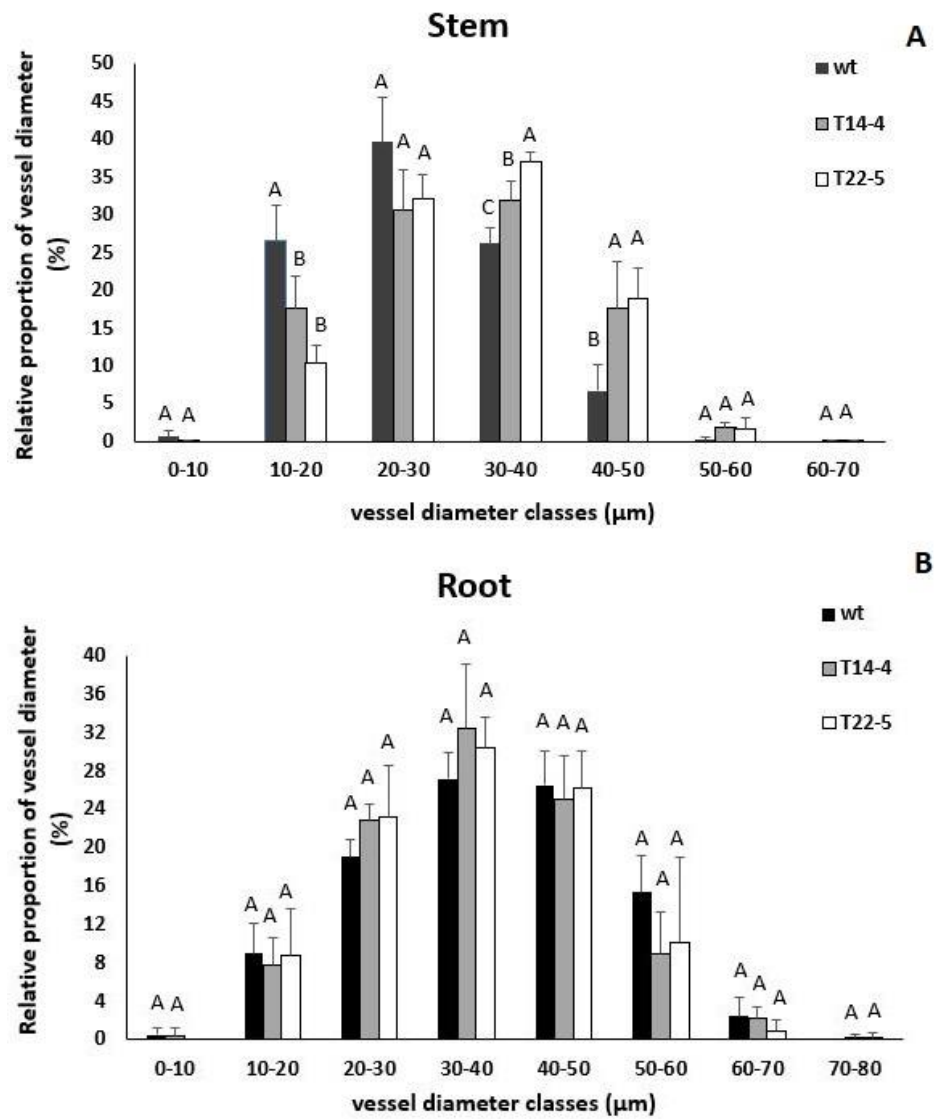 Stem
A
Relative proportion of vessel diameter
(%)
50
45
40
35
30
25
20
15
10
5
0
wt
T14-4
T22-5
A A
A B B
A A A
C B A
B A A
A A A
A A
0-10 10-20 20-30 30-40 40-50 50-60 60-70
vessel diameter classes (µm)
B
Root
Relative proportion of vessel diameter
(%)
40
36
32
28
24
20
16
12
8
4
0
wt
T14-4
T22-5
A A
A A A
A A A
A A A
A A A
A A A
A A A
A A
0-10 10-20 20-30 30-40 40-50 50-60 60-70 70-80
vessel diameter classes (µm)